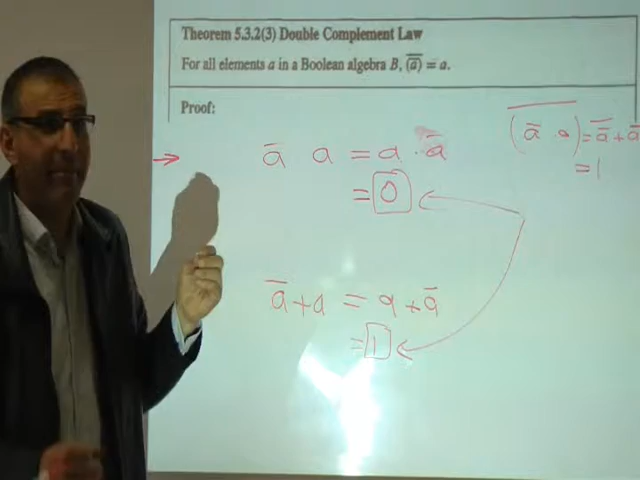 Theorem 5.3.2(3) Double Complement Law
For all elements a in a Boolean algebra B, (a̅)̅ = a.
Proof:
(a̅ · a)̅ = a̅̅ + a̅
= 1
→ a̅ a = a · a̅
= 0
a̅ + a = a + a̅
= 1